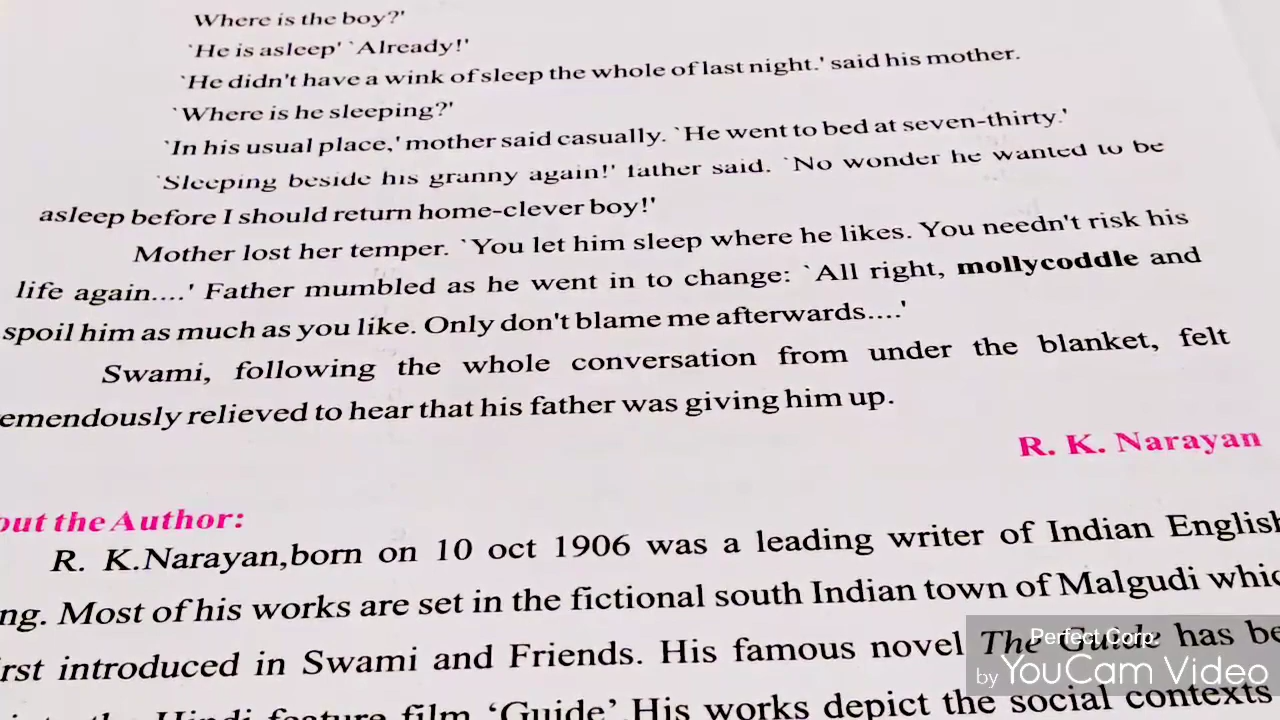 Where is the boy?'
`He is asleep' `Already!'
`He didn't have a wink of sleep the whole of last night.' said his mother.
`Where is he sleeping?'
`In his usual place,' mother said casually. `He went to bed at seven-thirty.'
`Sleeping beside his granny again!' father said. `No wonder he wanted to be
asleep before I should return home-clever boy!'
Mother lost her temper. `You let him sleep where he likes. You needn't risk his
life again....' Father mumbled as he went in to change: `All right, mollycoddle and
spoil him as much as you like. Only don't blame me afterwards....'
Swami, following the whole conversation from under the blanket, felt
emendously relieved to hear that his father was giving him up.
R. K. Narayan
out the Author:
R. K.Narayan,born on 10 oct 1906 was a leading writer of Indian English
ng. Most of his works are set in the fictional south Indian town of Malgudi whic
irst introduced in Swami and Friends. His famous novel The Guide has be
the Hindi feature film ‘Guide’ His works depict the social contexts
Perfect Corp.
by YouCam Video